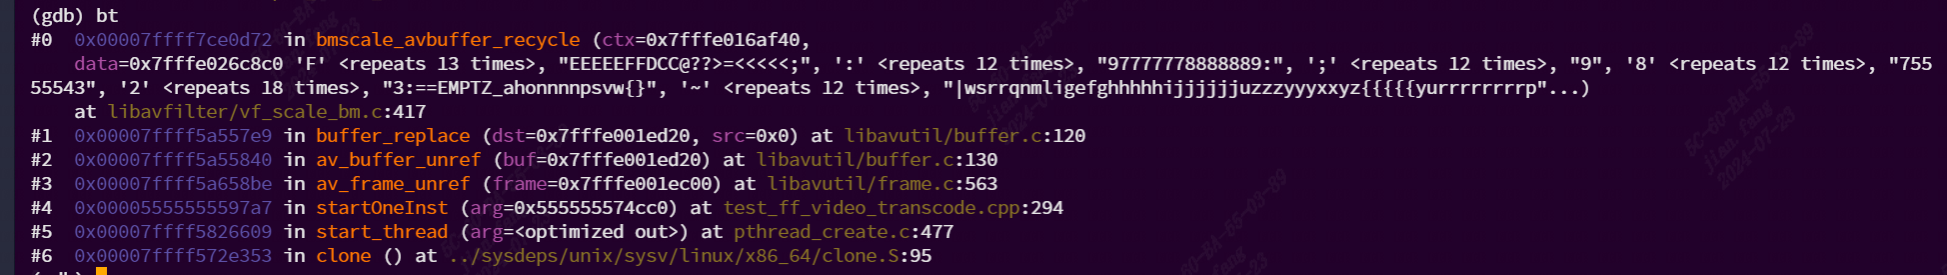 (gdb) bt
#0  0x00007ffff7ce0d72 in bmscale_avbuffer_recycle (ctx=0x7fffe016af40,
    data=0x7fffe026c8c0 'F' <repeats 13 times>, "EEEEEFFDCC@??>=<<<<<;", ':' <repeats 12 times>, "97777778888889:", ';' <repeats 12 times>, "9", '8' <repeats 12 times>, "755
55543", '2' <repeats 18 times>, "3:==EMPTZ_ahonnnnpsvw{}", '~' <repeats 12 times>, "|wsrrqnmligefghhhhhijjjjjjuzzzyyyxxyz{{{{{yurrrrrrrrp"...)
    at libavfilter/vf_scale_bm.c:417
#1  0x00007ffff5a557e9 in buffer_replace (dst=0x7fffe001ed20, src=0x0) at libavutil/buffer.c:120
#2  0x00007ffff5a55840 in av_buffer_unref (buf=0x7fffe001ed20) at libavutil/buffer.c:130
#3  0x00007ffff5a658be in av_frame_unref (frame=0x7fffe001ec00) at libavutil/frame.c:563
#4  0x00005555555597a7 in startOneInst (arg=0x555555574cc0) at test_ff_video_transcode.cpp:294
#5  0x00007ffff5826609 in start_thread (arg=<optimized out>) at pthread_create.c:477
#6  0x00007ffff572e353 in clone () at ../sysdeps/unix/sysv/linux/x86_64/clone.S:95